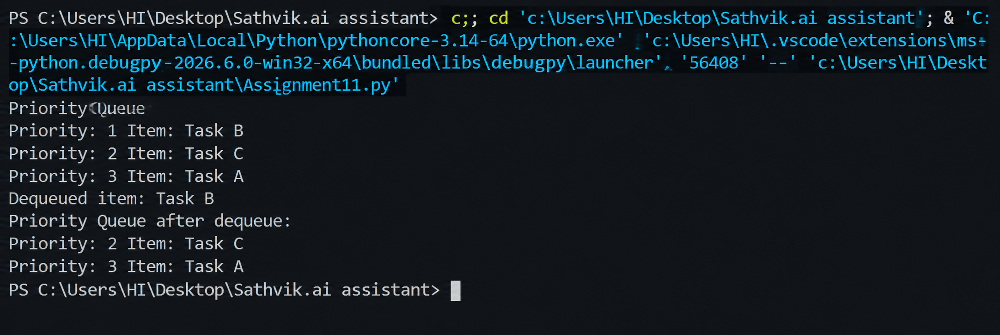 PS C:\Users\HI\Desktop\Sathvik.ai assistant> c;; cd 'c:\Users\HI\Desktop\Sathvik.ai assistant'; & 'C:
:\Users\HI\AppData\Local\Python\pythoncore-3.14-64\python.exe' 'c:\Users\HI\.vscode\extensions\ms-
-python.debugpy-2026.6.0-win32-x64\bundled\libs\debugpy\launcher' '56408' '--' 'c:\Users\HI\Deskt
op\Sathvik.ai assistant\Assignment11.py'
Priority Queue
Priority: 1 Item: Task B
Priority: 2 Item: Task C
Priority: 3 Item: Task A
Dequeued item: Task B
Priority Queue after dequeue:
Priority: 2 Item: Task C
Priority: 3 Item: Task A
PS C:\Users\HI\Desktop\Sathvik.ai assistant>